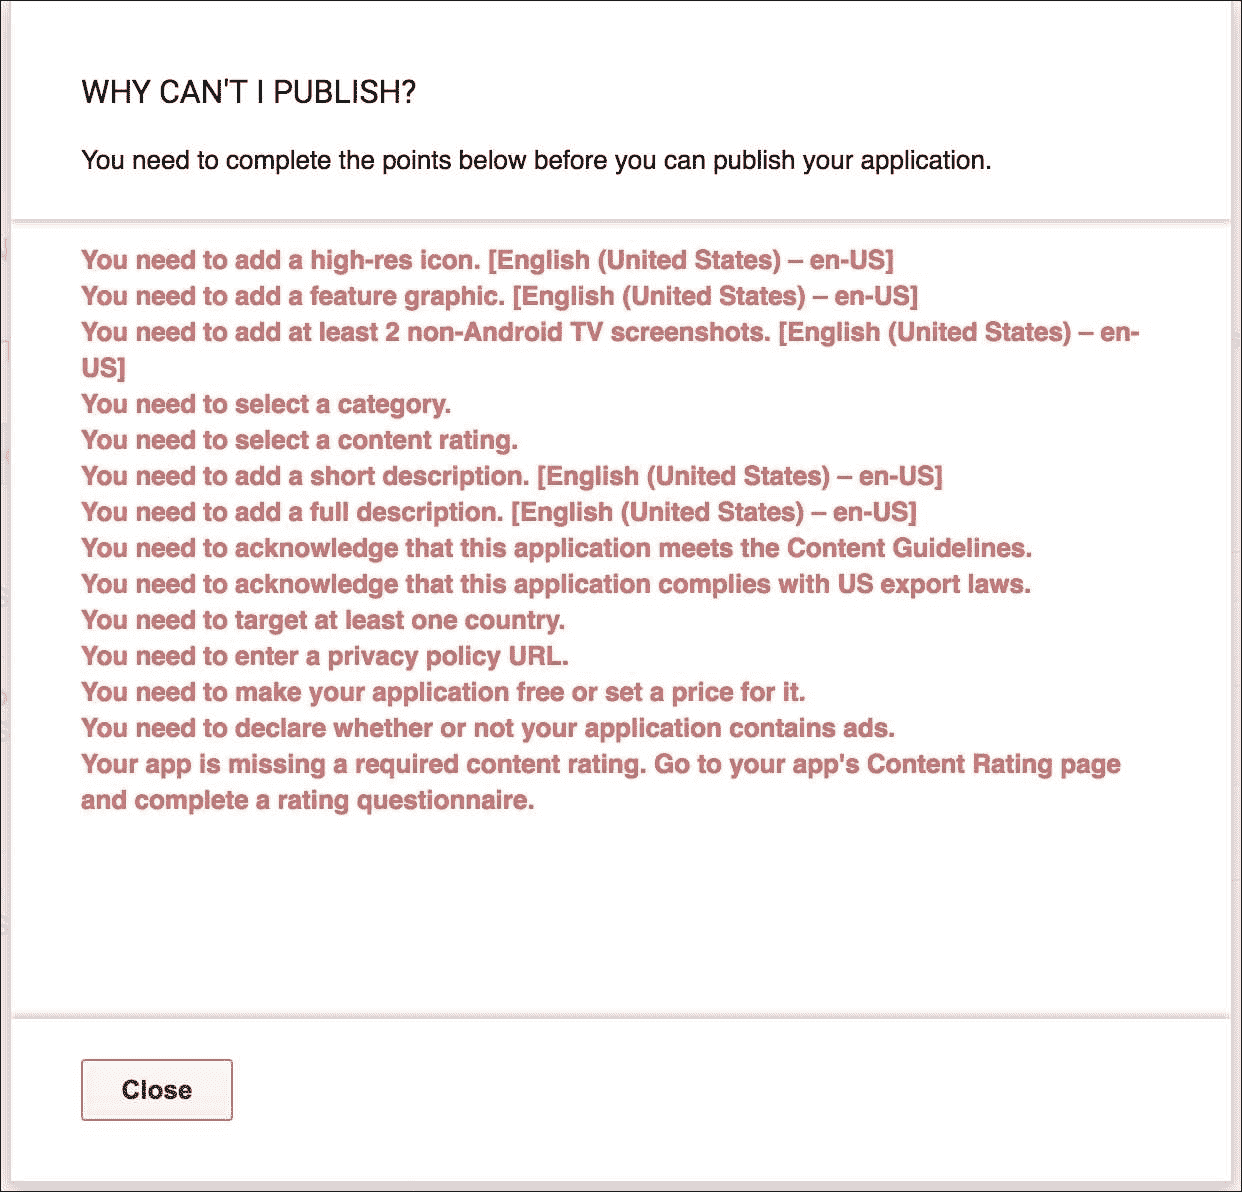 WHY CAN'T I PUBLISH?
You need to complete the points below before you can publish your application.
You need to add a high-res icon. [English (United States) – en-US]
You need to add a feature graphic. [English (United States) – en-US]
You need to add at least 2 non-Android TV screenshots. [English (United States) – en-
US]
You need to select a category.
You need to select a content rating.
You need to add a short description. [English (United States) – en-US]
You need to add a full description. [English (United States) – en-US]
You need to acknowledge that this application meets the Content Guidelines.
You need to acknowledge that this application complies with US export laws.
You need to target at least one country.
You need to enter a privacy policy URL.
You need to make your application free or set a price for it.
You need to declare whether or not your application contains ads.
Your app is missing a required content rating. Go to your app's Content Rating page
and complete a rating questionnaire.
Close